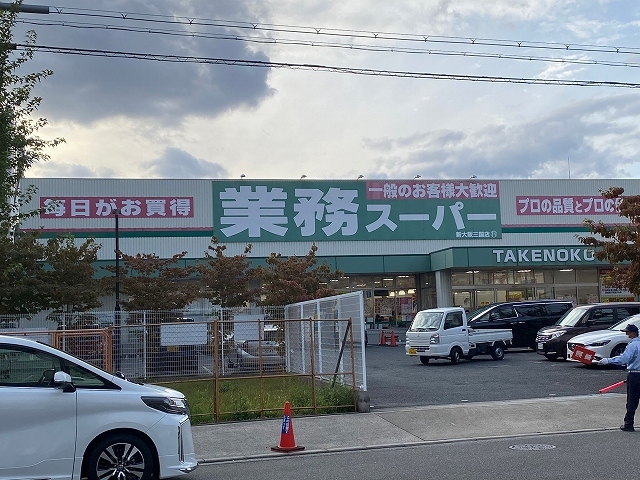 毎日がお買得
業務スーパー
一般のお客様大歓迎
新大阪三国店
プロの品質とプロの
TAKENOKO